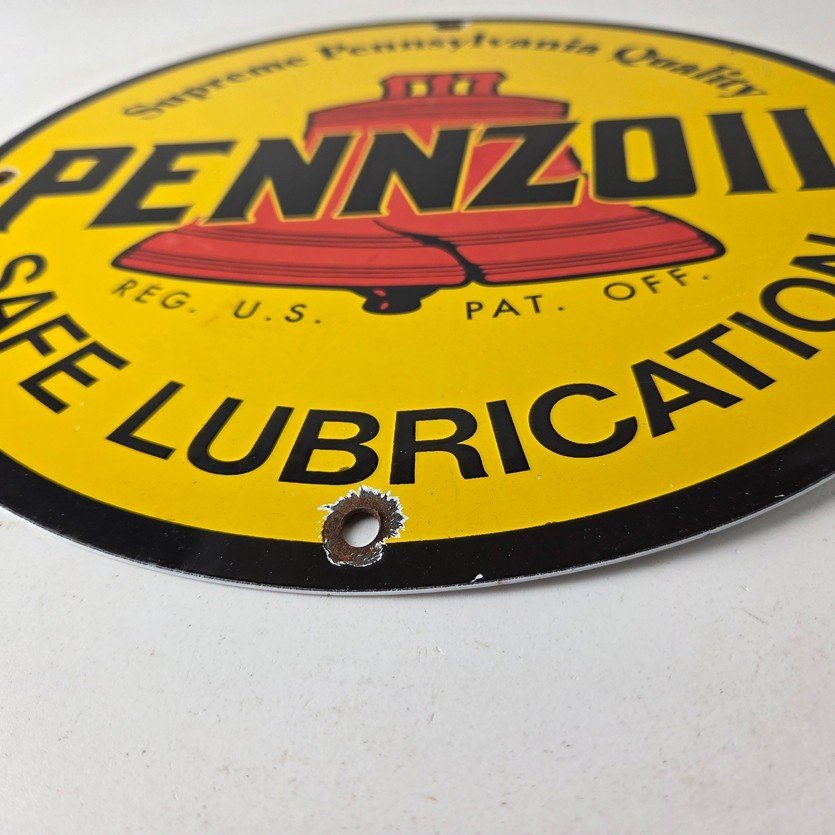 Supreme Pennsylvania Quality
PENNZOIL
REG. U.S. PAT. OFF.
SAFE LUBRICATION